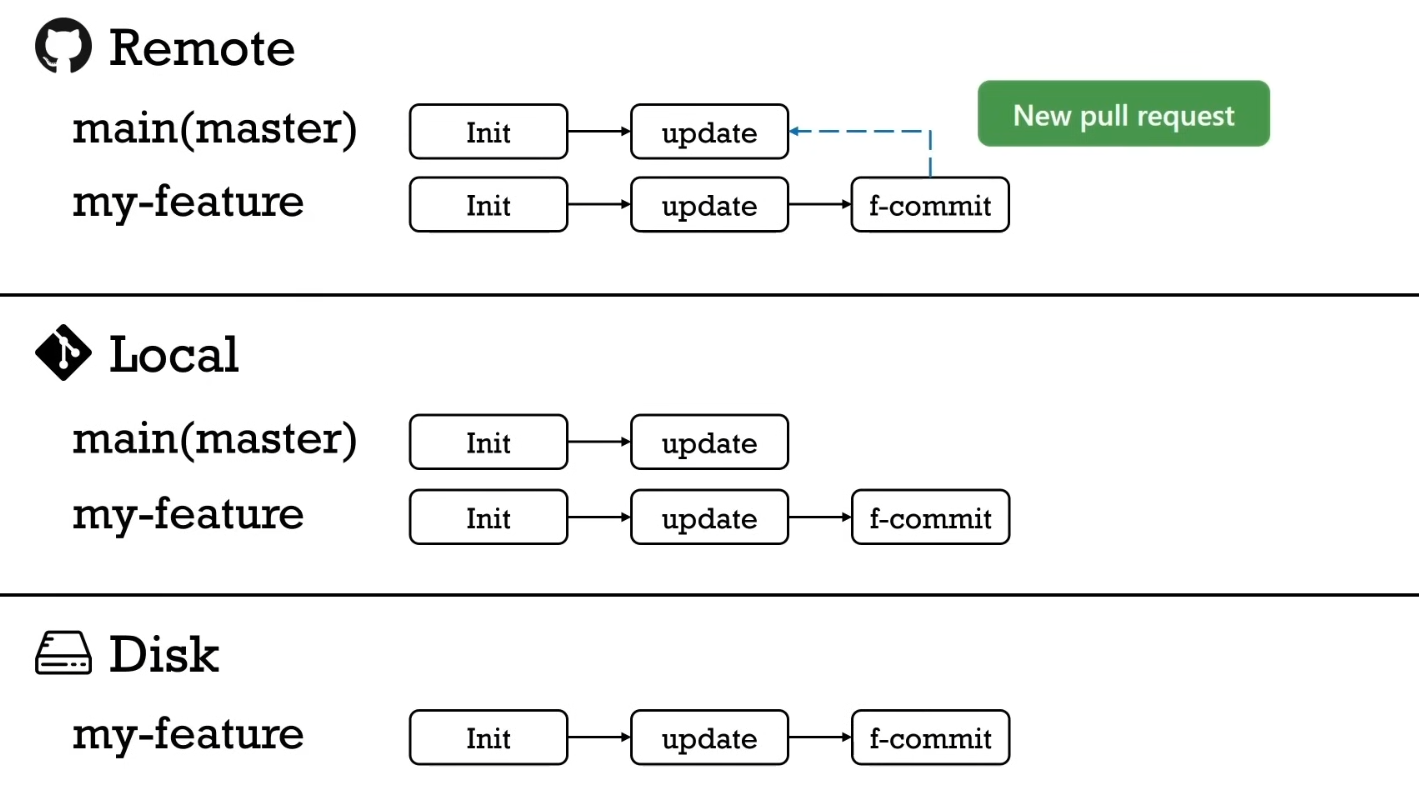 Remote
New pull request
main(master) Init update
my-feature Init update f-commit
Local
main(master) Init update
my-feature Init update f-commit
Disk
my-feature Init update f-commit